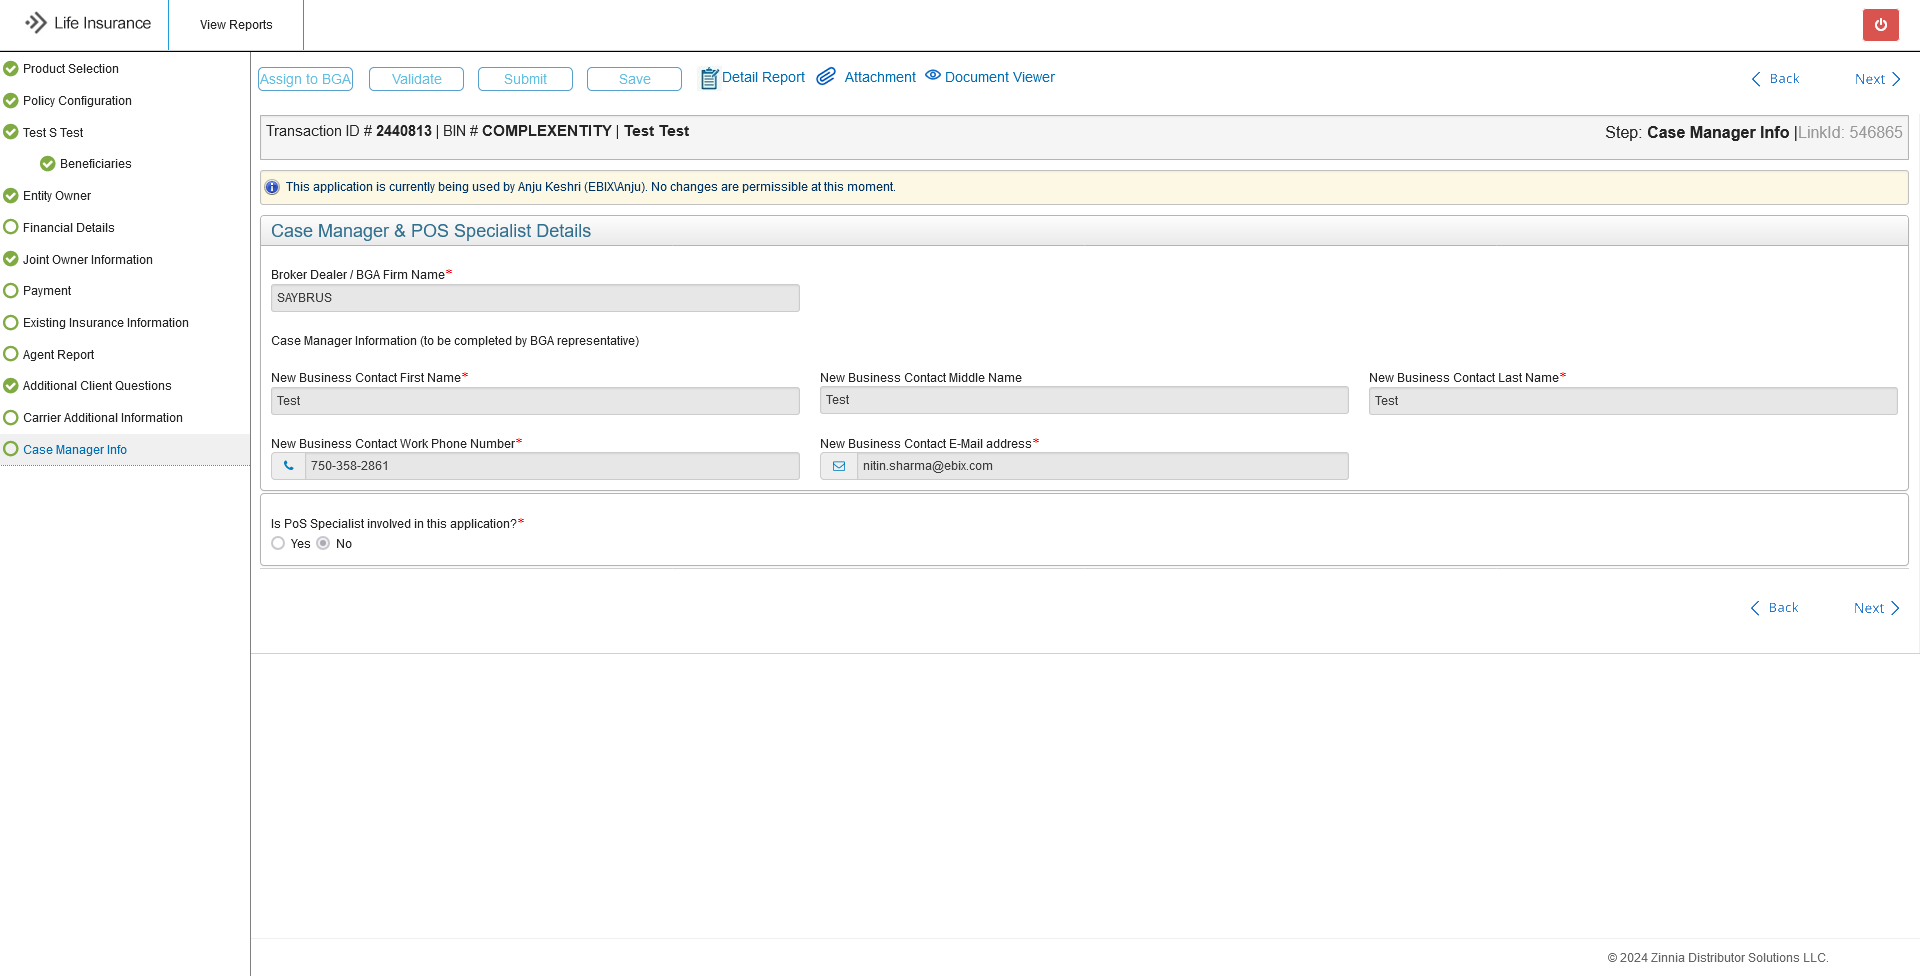 Life Insurance
View Reports
Product Selection
Policy Configuration
Test S Test
Beneficiaries
Entity Owner
Financial Details
Joint Owner Information
Payment
Existing Insurance Information
Agent Report
Additional Client Questions
Carrier Additional Information
Case Manager Info
Assign to BGA Validate Submit Save Detail Report Attachment Document Viewer Back Next
Transaction ID # 2440813 | BIN # COMPLEXENTITY | Test Test Step: Case Manager Info |LinkId: 546865
This application is currently being used by Anju Keshri (EBIX\Anju). No changes are permissible at this moment.
Case Manager & POS Specialist Details
Broker Dealer / BGA Firm Name*
SAYBRUS
Case Manager Information (to be completed by BGA representative)
New Business Contact First Name* New Business Contact Middle Name New Business Contact Last Name*
Test Test Test
New Business Contact Work Phone Number* New Business Contact E-Mail address*
750-358-2861 nitin.sharma@ebix.com
Is PoS Specialist involved in this application?*
Yes No
Back Next
© 2024 Zinnia Distributor Solutions LLC.